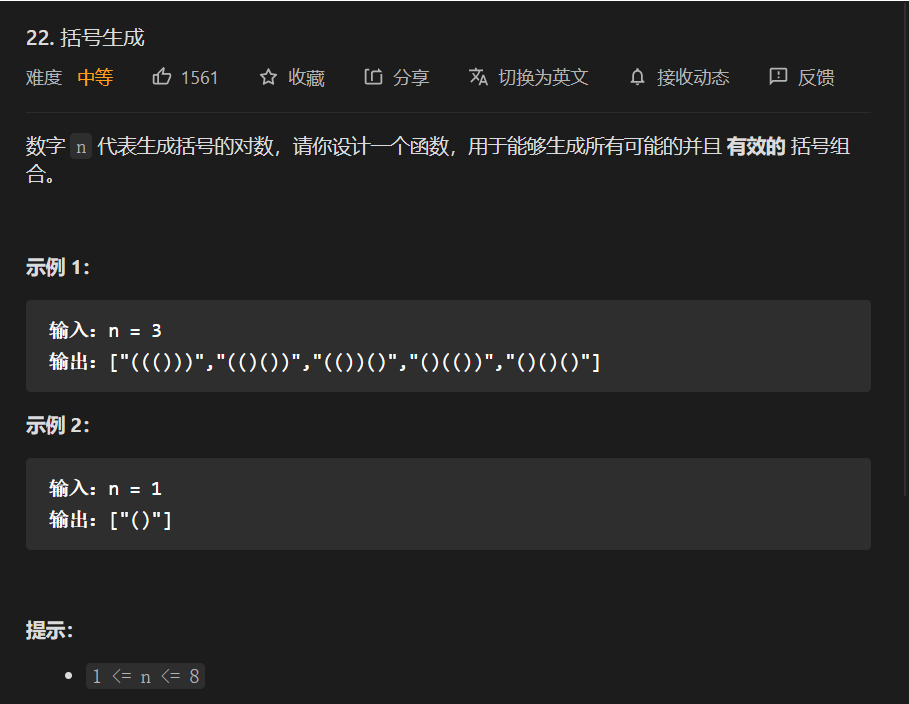 22. 括号生成
难度 中等 1561 收藏 分享 切换为英文 接收动态 反馈
数字 n 代表生成括号的对数，请你设计一个函数，用于能够生成所有可能的并且 有效的 括号组
合。
示例 1：
输入：n = 3
输出：["((()))","(()())","(())()","()(())","()()()"]
示例 2：
输入：n = 1
输出：["()"]
提示：
• 1 <= n <= 8